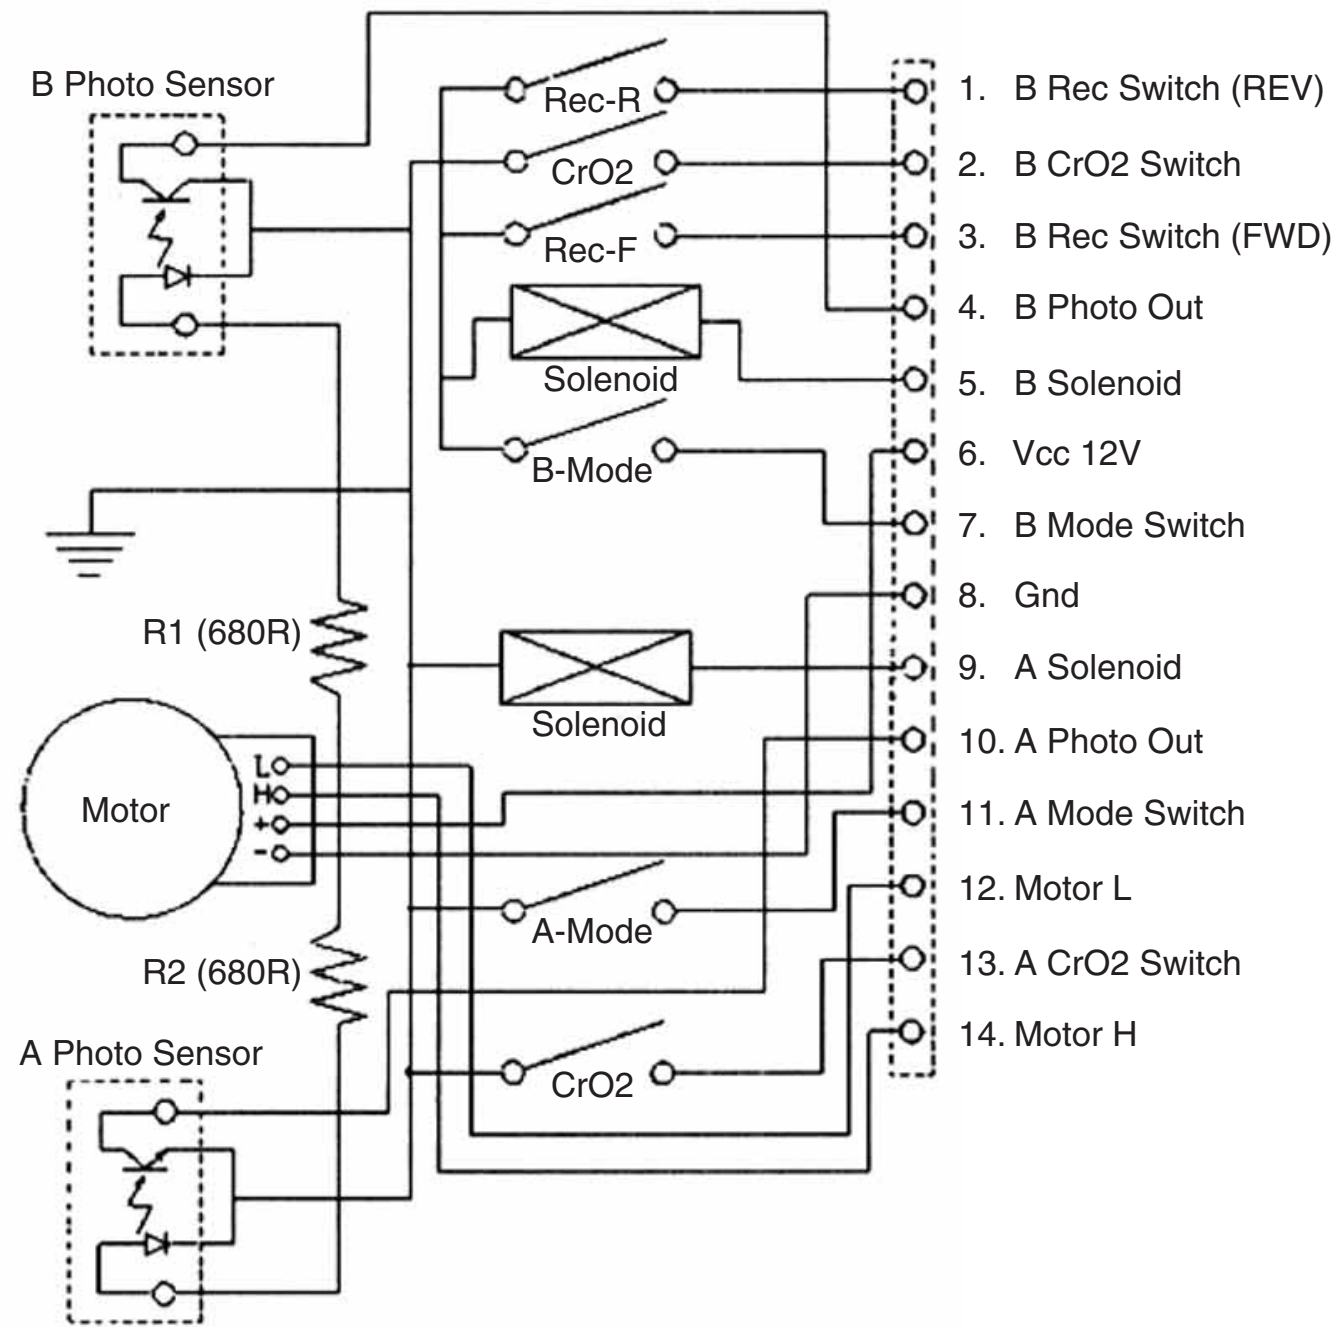 B Photo Sensor
Rec-R
CrO2
Rec-F
Solenoid
B-Mode
R1 (680R)
Solenoid
Motor
L
H
+
-
A-Mode
R2 (680R)
CrO2
A Photo Sensor
1. B Rec Switch (REV)
2. B CrO2 Switch
3. B Rec Switch (FWD)
4. B Photo Out
5. B Solenoid
6. Vcc 12V
7. B Mode Switch
8. Gnd
9. A Solenoid
10. A Photo Out
11. A Mode Switch
12. Motor L
13. A CrO2 Switch
14. Motor H